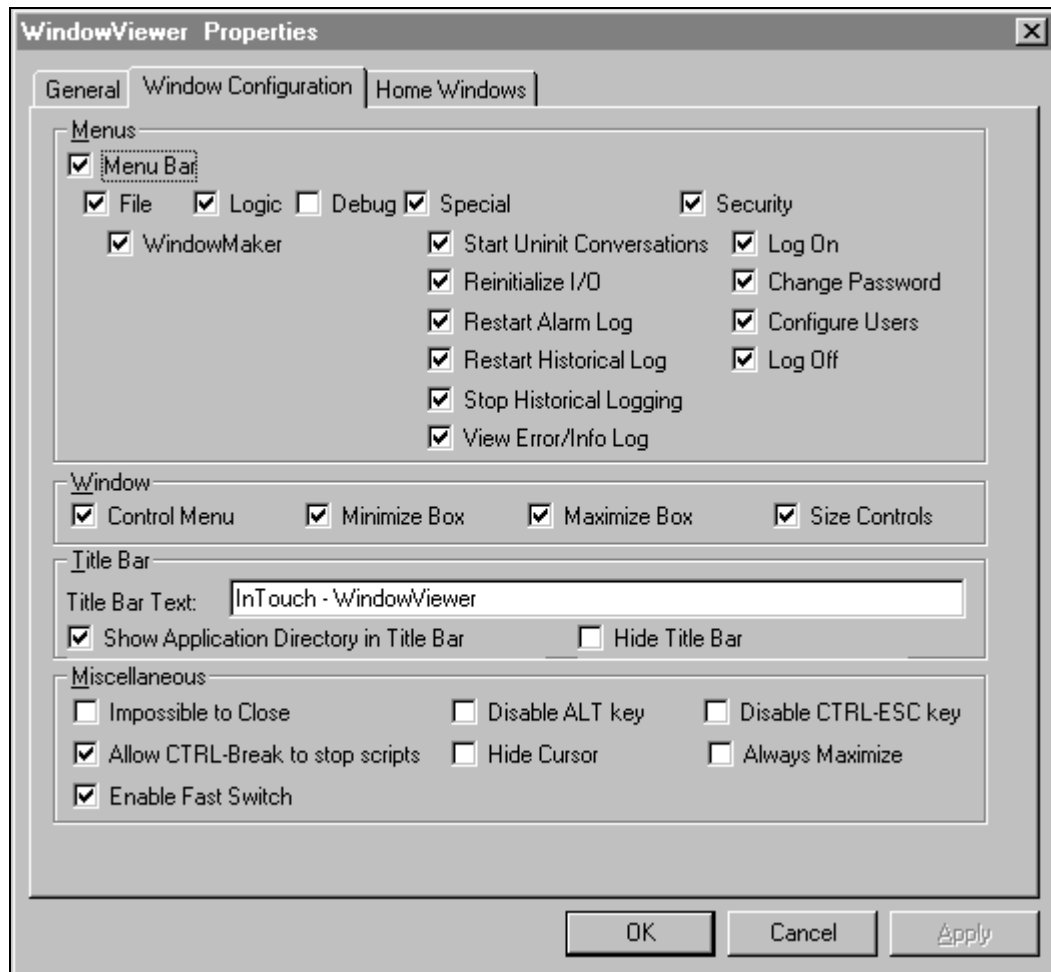 WindowViewer Properties
General Window Configuration Home Windows
Menus
Menu Bar
File Logic Debug Special Security
WindowMaker Start Uninit Conversations Log On
Reinitialize I/O Change Password
Restart Alarm Log Configure Users
Restart Historical Log Log Off
Stop Historical Logging
View Error/Info Log
Window
Control Menu Minimize Box Maximize Box Size Controls
Title Bar
Title Bar Text: InTouch - WindowViewer
Show Application Directory in Title Bar Hide Title Bar
Miscellaneous
Impossible to Close Disable ALT key Disable CTRL-ESC key
Allow CTRL-Break to stop scripts Hide Cursor Always Maximize
Enable Fast Switch
OK Cancel Apply